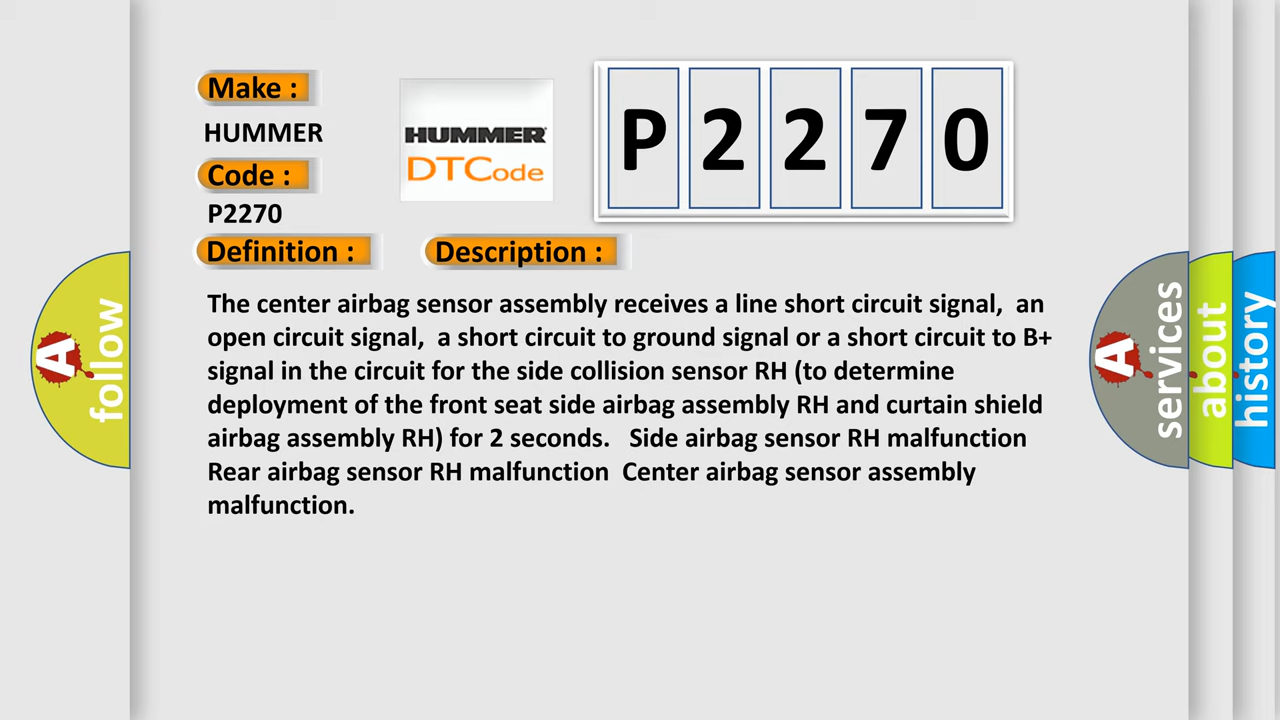 Make :
HUMMER
Code :
P2270
HUMMER
DTCode
P2270
Definition :
Description :
The center airbag sensor assembly receives a line short circuit signal,  an
open circuit signal,  a short circuit to ground signal or a short circuit to B+
signal in the circuit for the side collision sensor RH (to determine
deployment of the front seat side airbag assembly RH and curtain shield
airbag assembly RH) for 2 seconds.   Side airbag sensor RH malfunction
Rear airbag sensor RH malfunction  Center airbag sensor assembly
malfunction.
A
follow
A
services
about
history